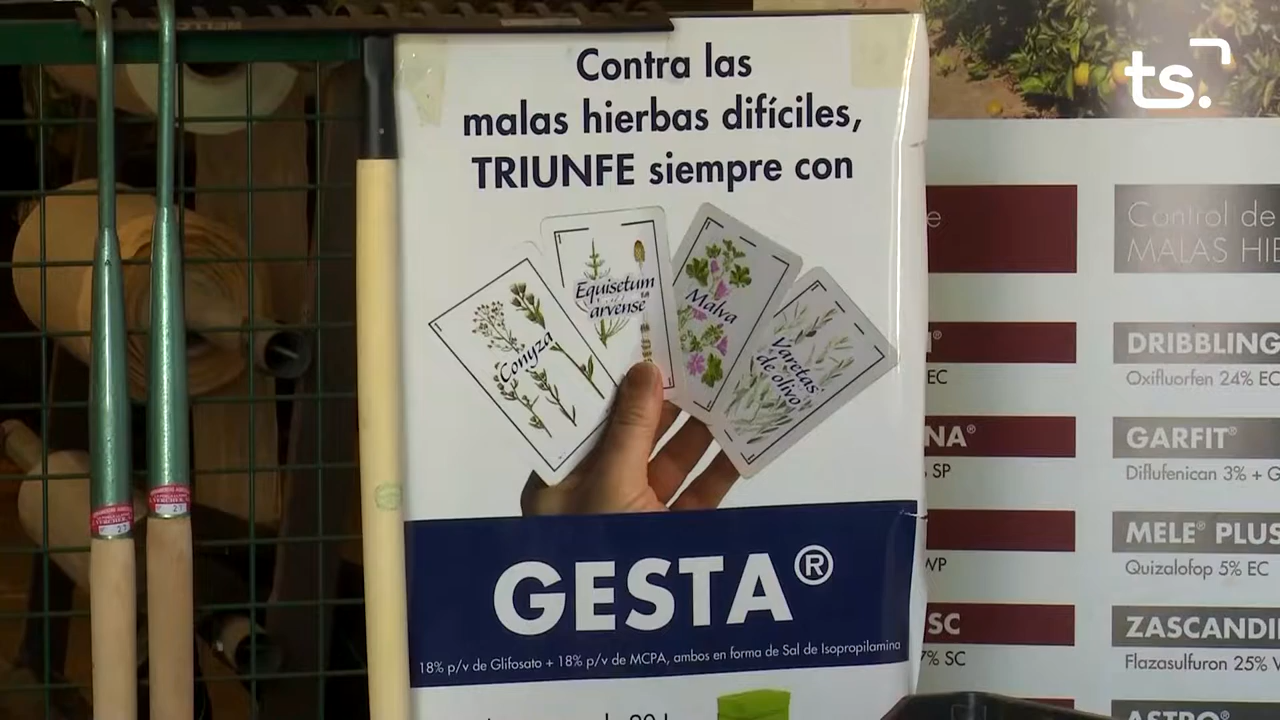 ts.
Contra las
malas hierbas difíciles,
TRIUNFE siempre con
Conyza
Equisetum
arvense
Malva
Varetas
de olivo
GESTA®
18% p/v de Glifosato + 18% p/v de MCPA, ambos en forma de Sal de Isopropilamina
EC
NA®
SP
WP
SC
% SC
Control de
MALAS HIE
DRIBBLING
Oxifluorfen 24% EC
GARFIT®
Diflufenican 3% + G
MELE® PLUS
Quizalofop 5% EC
ZASCANDI
Flazasulfuron 25% W
ASTRO®